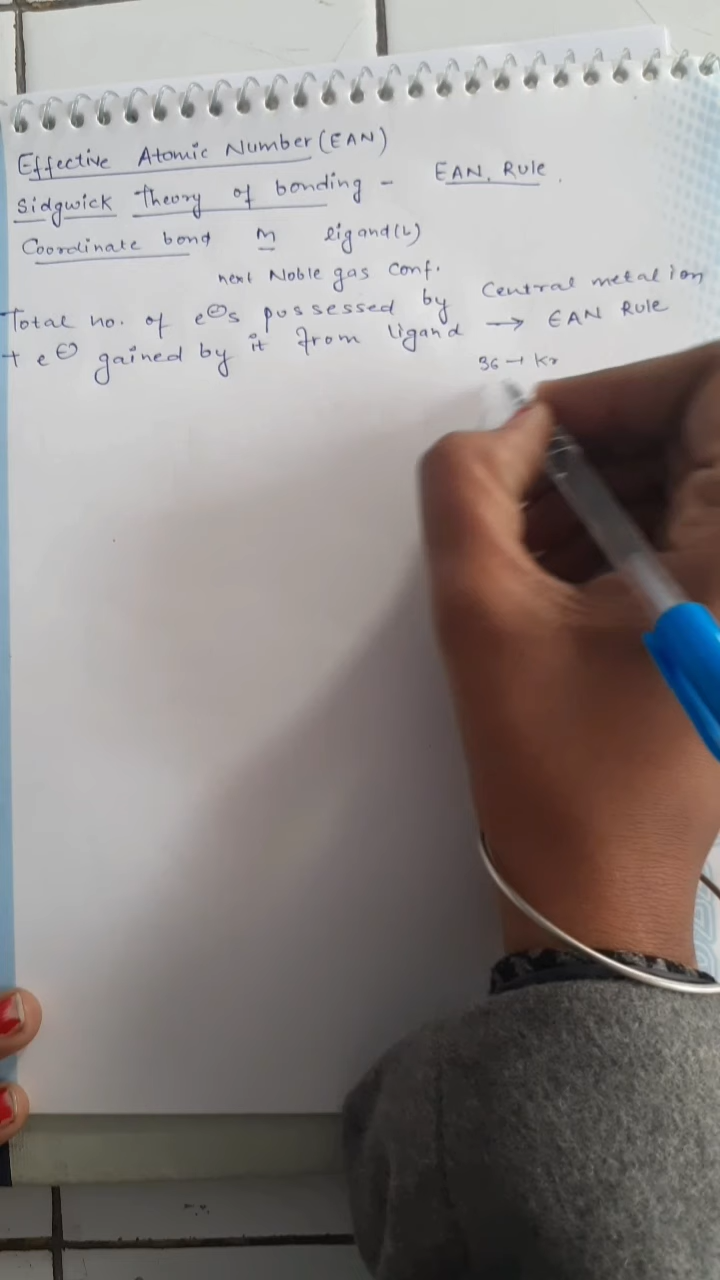 Effective Atomic Number (EAN)
Sidgwick Theory of bonding - EAN. Rule.
Coordinate bond M ligand(L)
next Noble gas conf.
Total no. of e⊖s possessed by Central metal ion
+ e⊖ gained by it from ligand → EAN Rule
36 → Kr